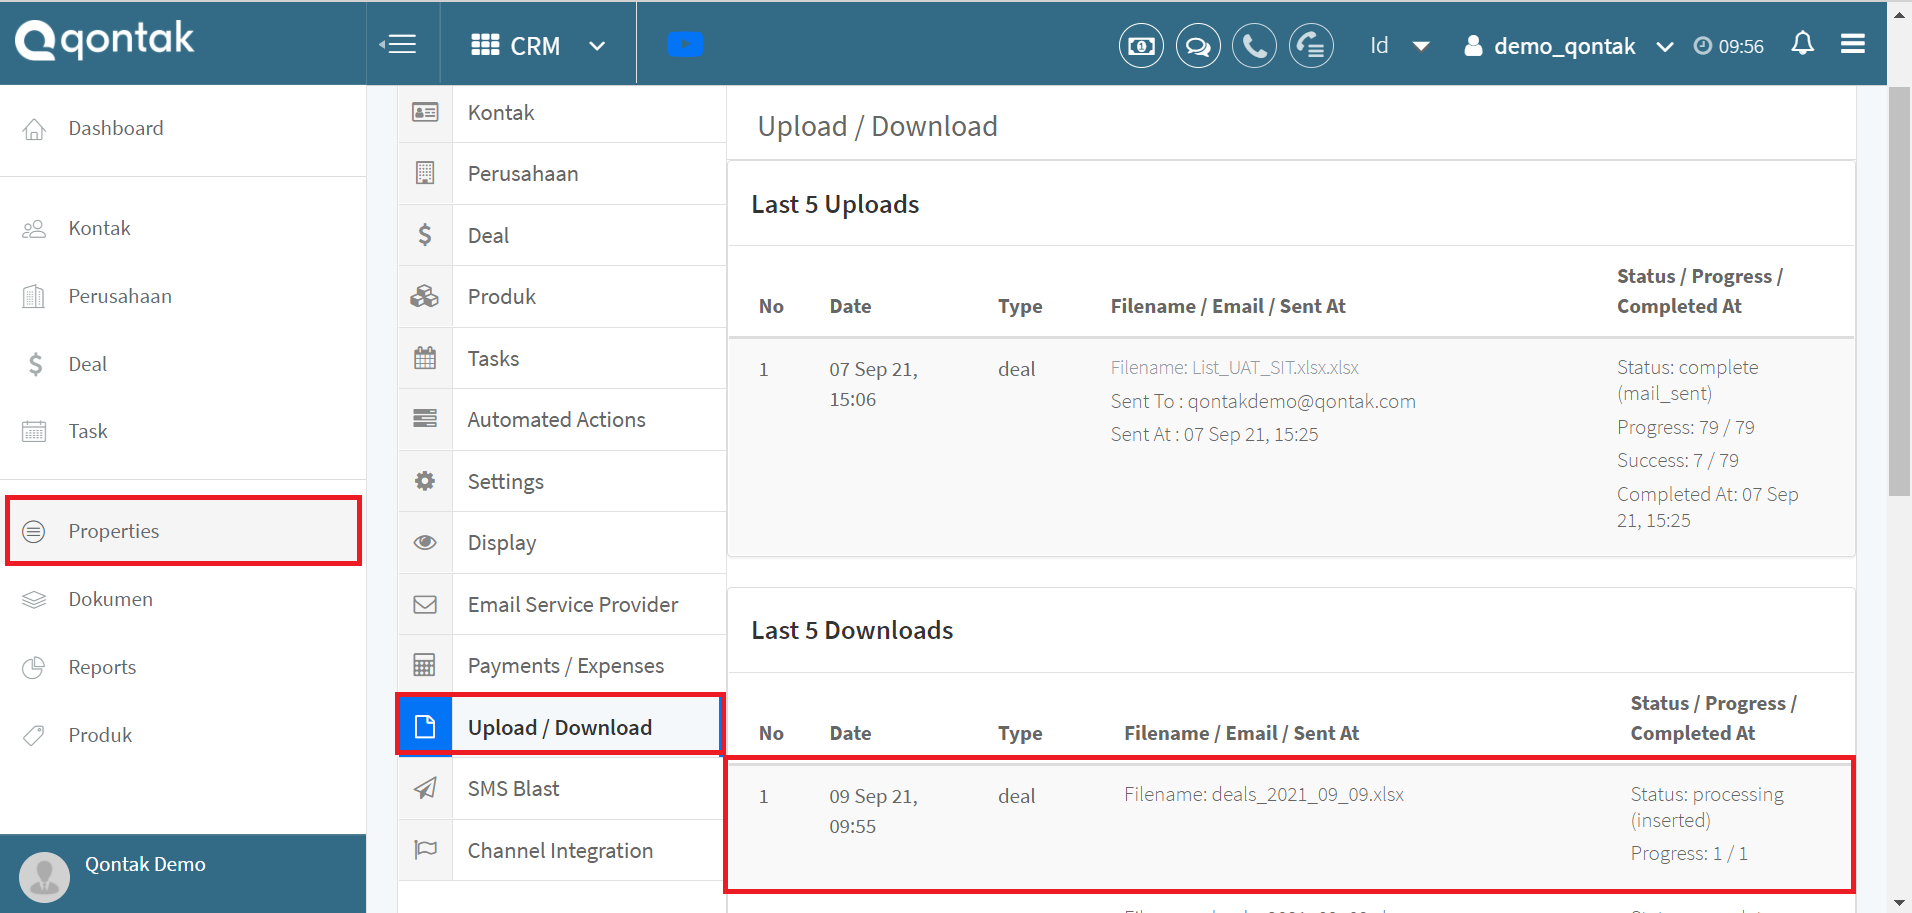 qontak
CRM
Id
demo_qontak
09:56
Dashboard
Kontak
Perusahaan
Deal
Task
Properties
Dokumen
Reports
Produk
Qontak Demo
Kontak
Perusahaan
Deal
Produk
Tasks
Automated Actions
Settings
Display
Email Service Provider
Payments / Expenses
Upload / Download
SMS Blast
Channel Integration
Upload / Download
Last 5 Uploads
No Date Type Filename / Email / Sent At Status / Progress /
Completed At
1 07 Sep 21, deal Filename: List_UAT_SIT.xlsx.xlsx Status: complete
15:06 Sent To : qontakdemo@qontak.com (mail_sent)
Sent At : 07 Sep 21, 15:25 Progress: 79 / 79
Success: 7 / 79
Completed At: 07 Sep
21, 15:25
Last 5 Downloads
No Date Type Filename / Email / Sent At Status / Progress /
Completed At
1 09 Sep 21, deal Filename: deals_2021_09_09.xlsx Status: processing
09:55 (inserted)
Progress: 1 / 1